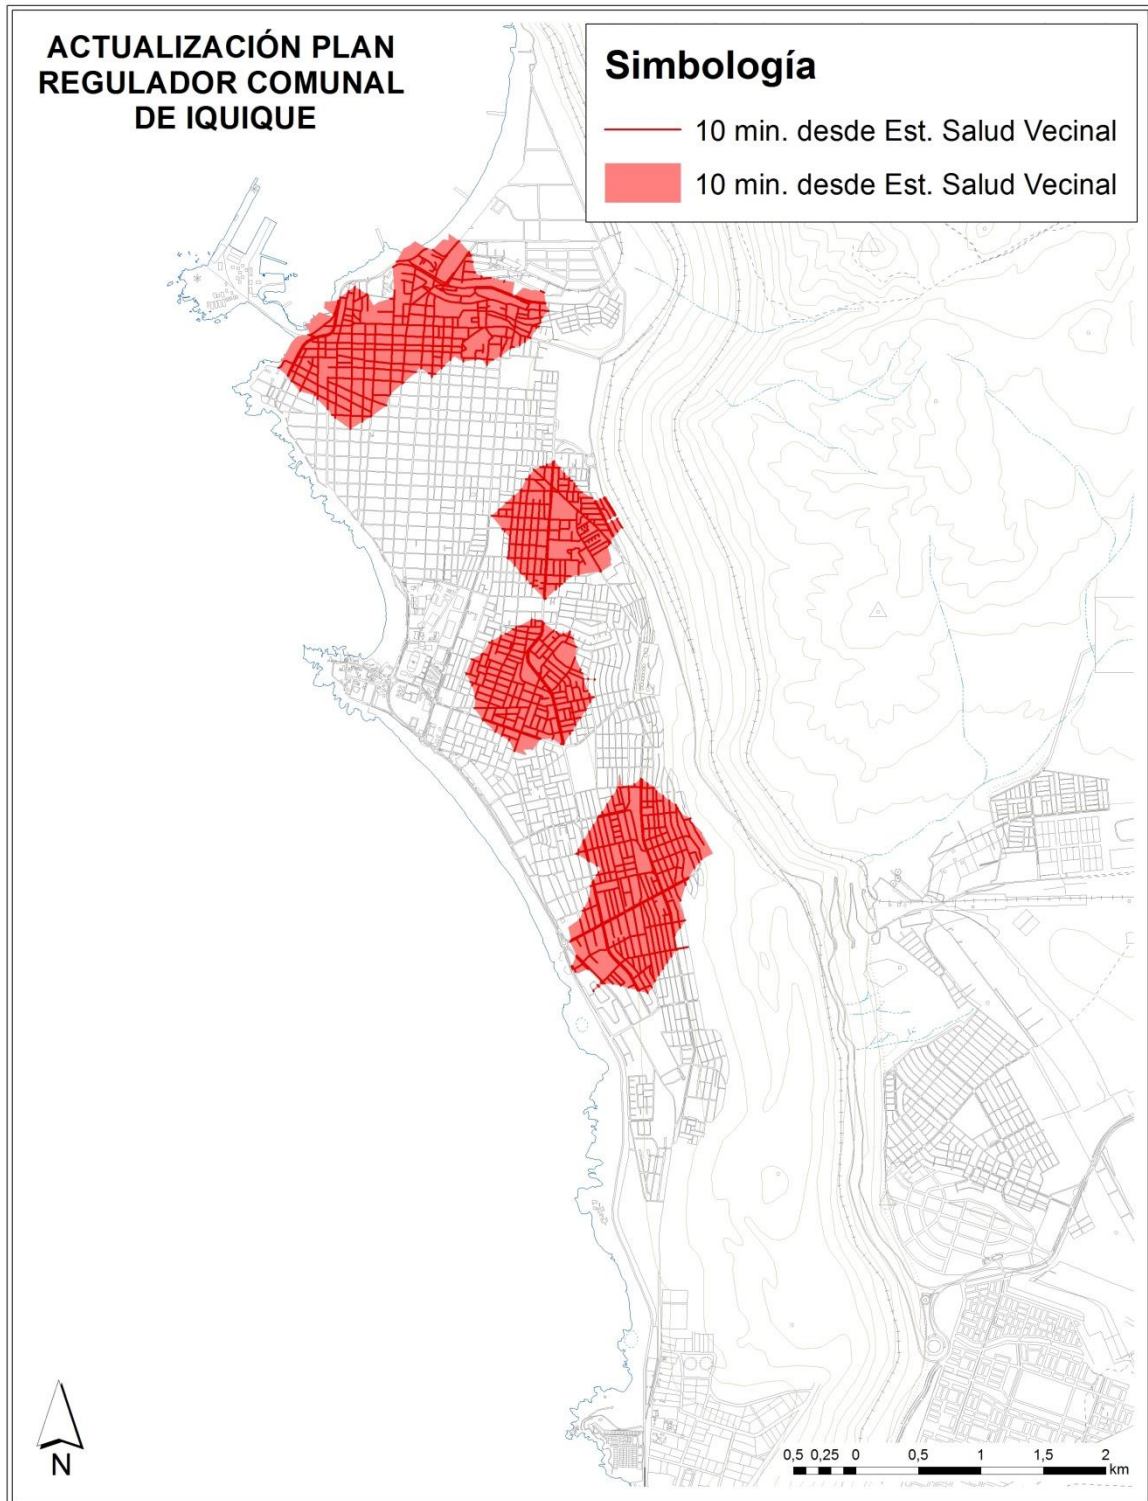 ACTUALIZACIÓN PLAN
REGULADOR COMUNAL
DE IQUIQUE
Simbología
10 min. desde Est. Salud Vecinal
10 min. desde Est. Salud Vecinal
N
0,5 0,25 0 0,5 1 1,5 2
km